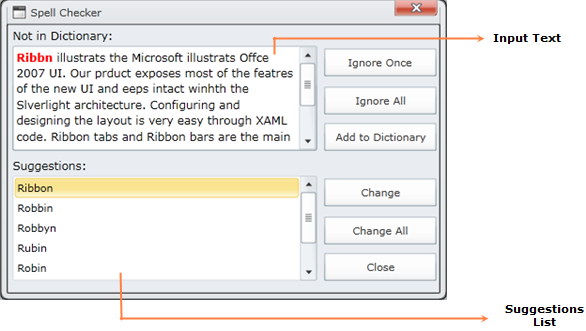 Spell Checker
Not in Dictionary:
Ribbn illustrats the Microsoft illustrats Offce
2007 UI. Our prduct exposes most of the featres
of the new UI and eeps intact winhth the
Slverlight architecture. Configuring and
designing the layout is very easy through XAML
code. Ribbon tabs and Ribbon bars are the main
Ignore Once
Ignore All
Add to Dictionary
Suggestions:
Ribbon
Robbin
Robbyn
Rubin
Robin
Change
Change All
Close
Input Text
Suggestions
List